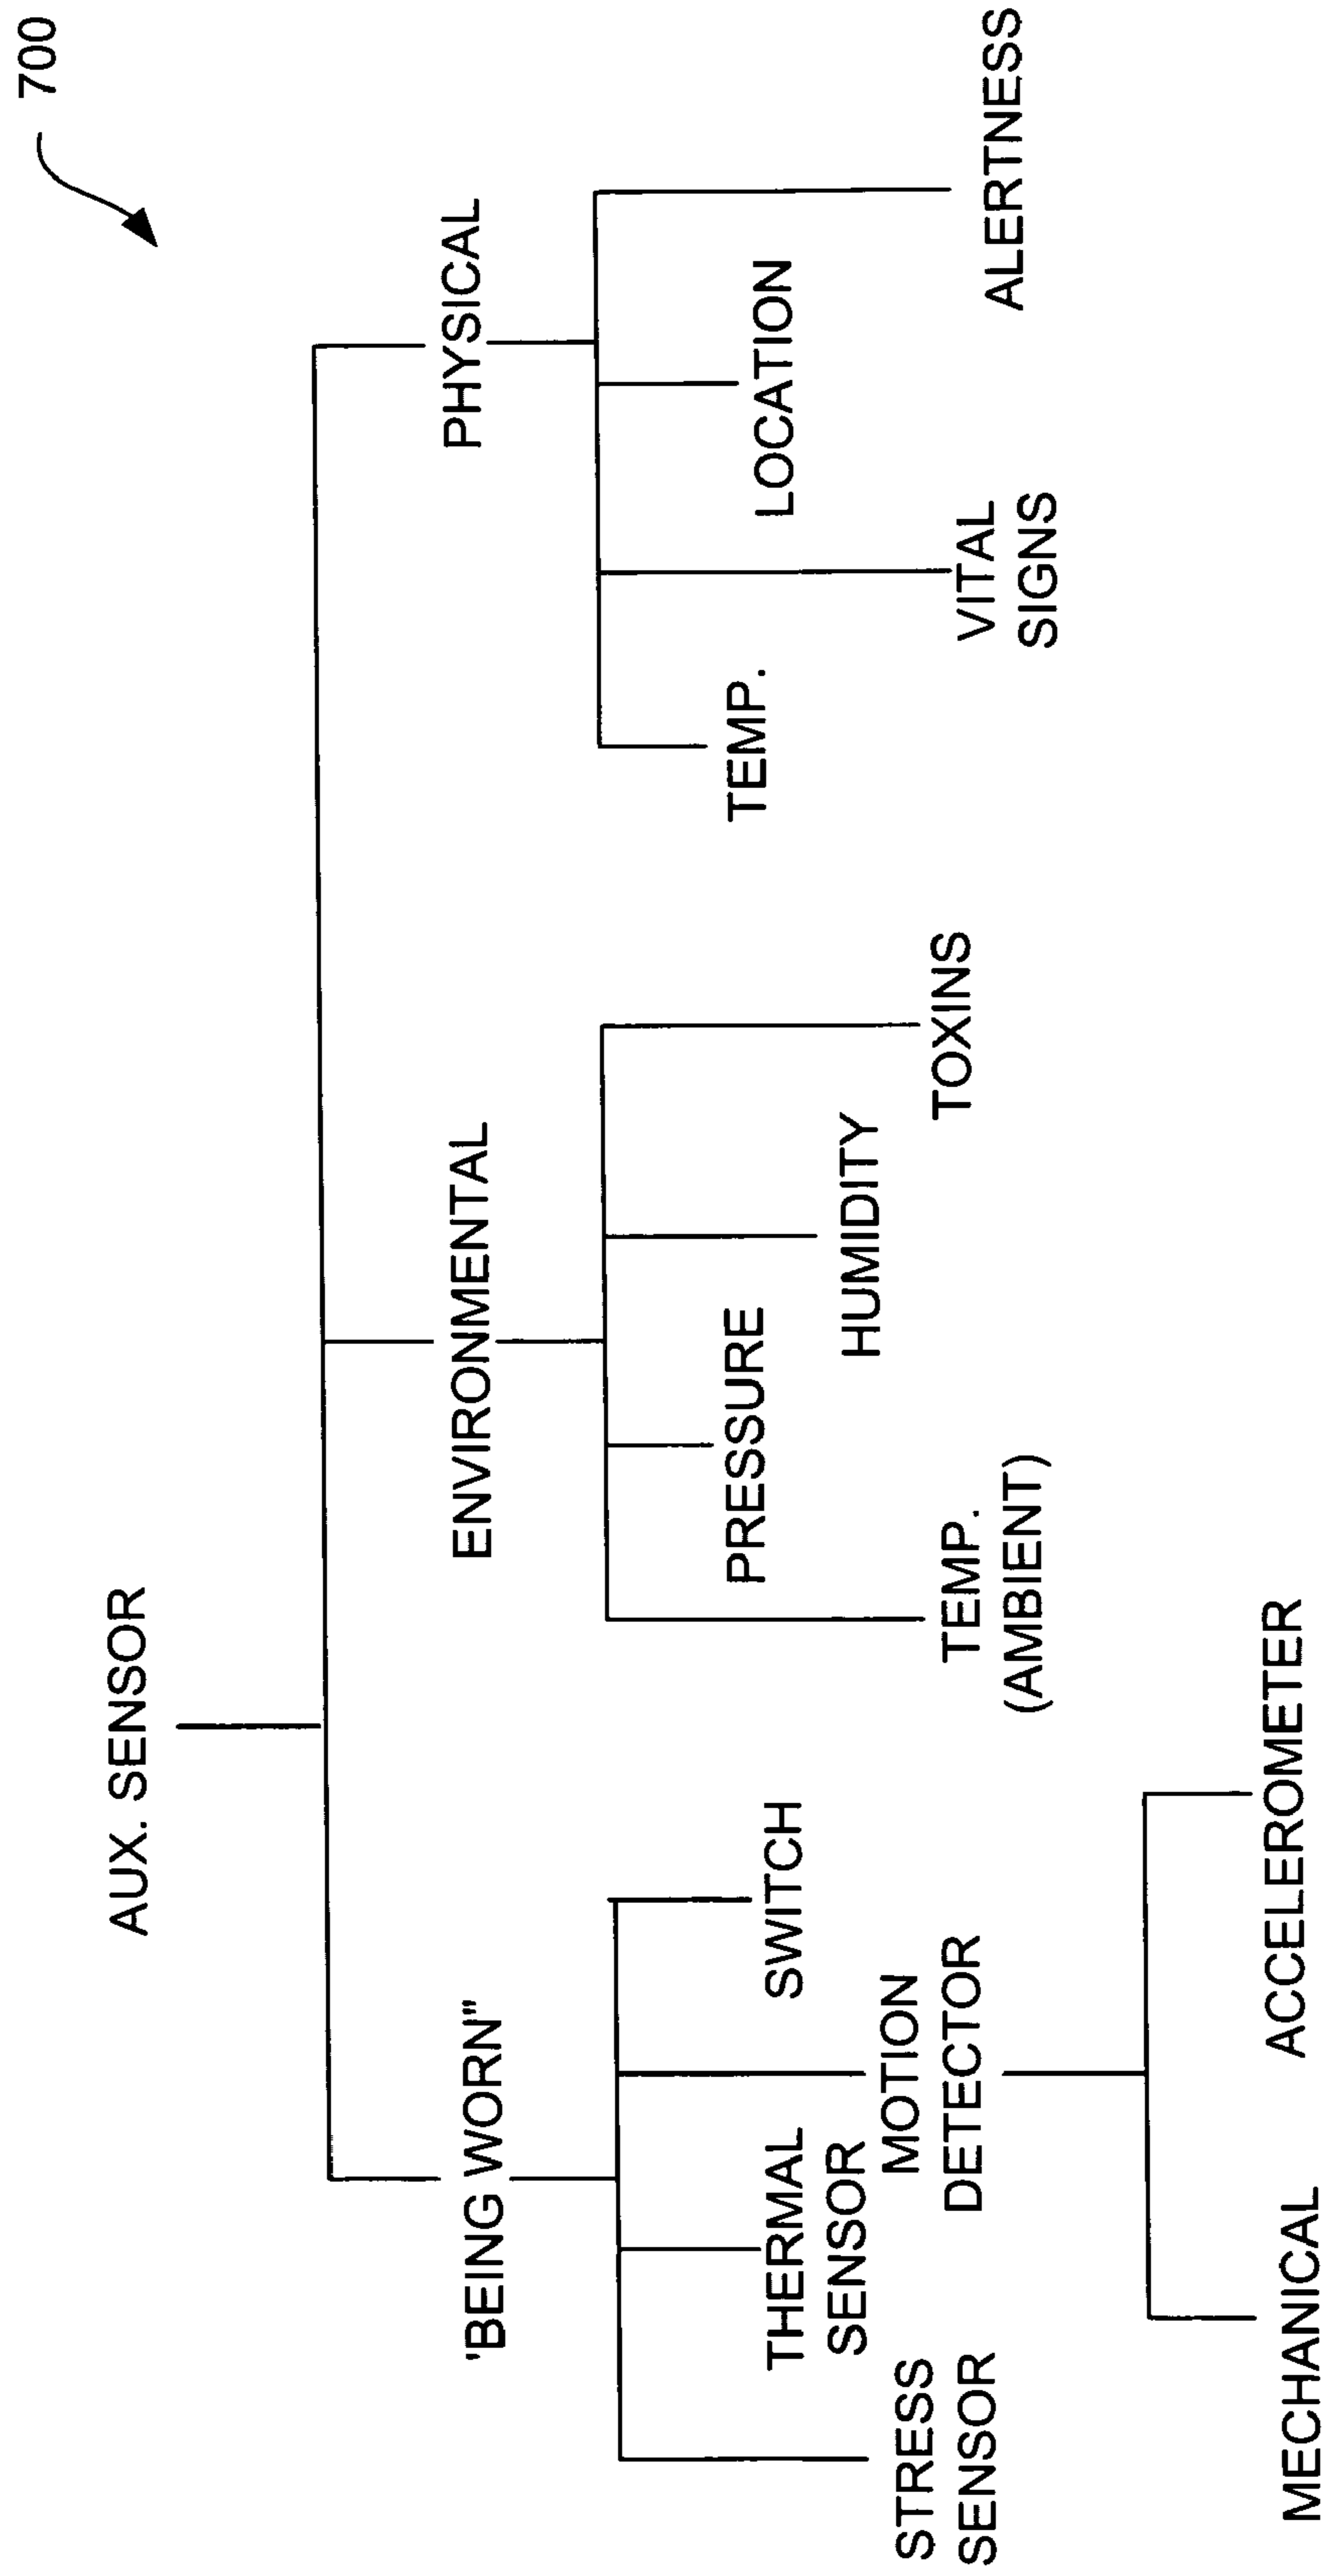 700
AUX. SENSOR
'BEING WORN"
ENVIRONMENTAL
PHYSICAL
STRESS
SENSOR
THERMAL
SENSOR
MOTION
DETECTOR
SWITCH
TEMP.
(AMBIENT)
PRESSURE
HUMIDITY
TOXINS
TEMP.
VITAL
SIGNS
LOCATION
ALERTNESS
MECHANICAL
ACCELEROMETER